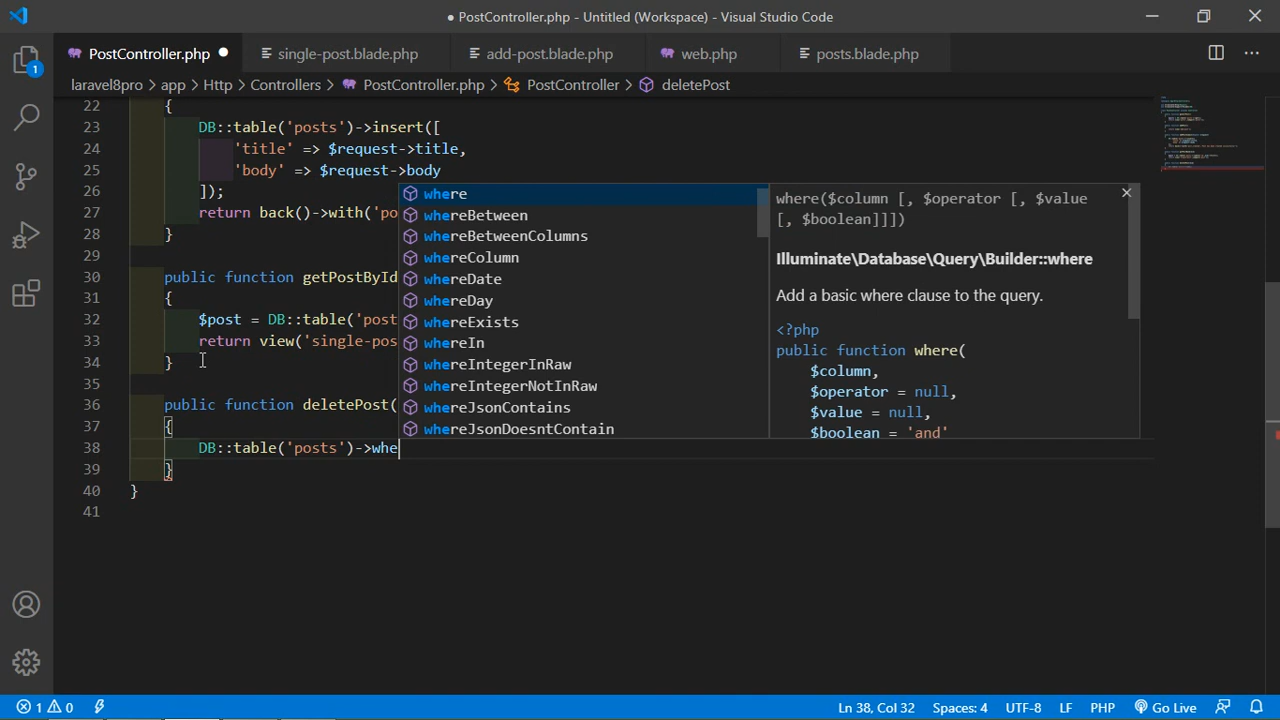 PostController.php - Untitled (Workspace) - Visual Studio Code
PostController.php
single-post.blade.php
add-post.blade.php
web.php
posts.blade.php
1
laravel8pro > app > Http > Controllers > PostController.php > PostController > deletePost
22 {
23 DB::table('posts')->insert([
24 'title' => $request->title,
25 'body' => $request->body
26 ]);
27 return back()->with('po
28 }
29
30 public function getPostById
31 {
32 $post = DB::table('post
33 return view('single-pos
34 }
35
36 public function deletePost(
37 {
38 DB::table('posts')->whe
39 }
40 }
41
where
whereBetween
whereBetweenColumns
whereColumn
whereDate
whereDay
whereExists
whereIn
whereIntegerInRaw
whereIntegerNotInRaw
whereJsonContains
whereJsonDoesntContain
where($column [, $operator [, $value
[, $boolean]]])
Illuminate\Database\Query\Builder::where
Add a basic where clause to the query.
<?php
public function where(
$column,
$operator = null,
$value = null,
$boolean = 'and'
1 0 Ln 38, Col 32 Spaces: 4 UTF-8 LF PHP Go Live